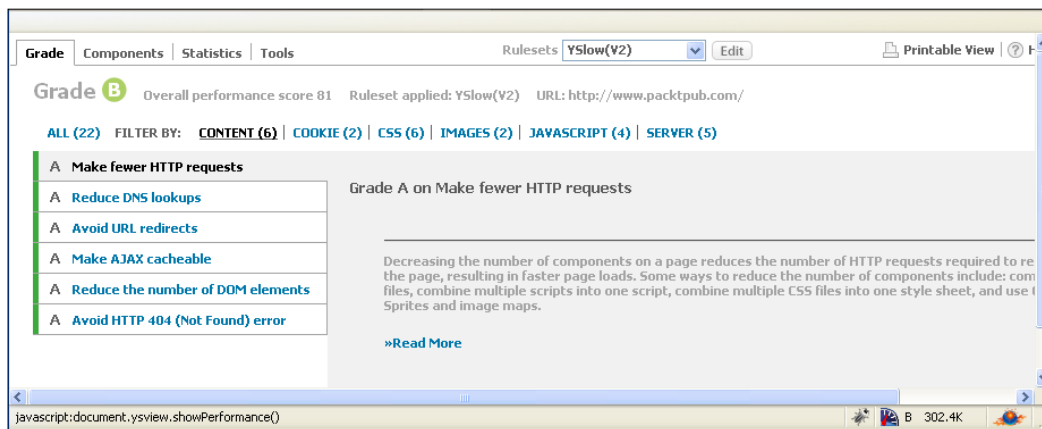 Grade Components Statistics Tools Rulesets YSlow(V2) Edit Printable View ? H
Grade B Overall performance score 81 Ruleset applied: YSlow(V2) URL: http://www.packtpub.com/
ALL (22) FILTER BY: CONTENT (6) | COOKIE (2) | CSS (6) | IMAGES (2) | JAVASCRIPT (4) | SERVER (5)
A Make fewer HTTP requests
A Reduce DNS lookups
A Avoid URL redirects
A Make AJAX cacheable
A Reduce the number of DOM elements
A Avoid HTTP 404 (Not Found) error
Grade A on Make fewer HTTP requests
Decreasing the number of components on a page reduces the number of HTTP requests required to re
the page, resulting in faster page loads. Some ways to reduce the number of components include: com
files, combine multiple scripts into one script, combine multiple CSS files into one style sheet, and use
Sprites and image maps.
»Read More
javascript:document.ysview.showPerformance() B 302.4K